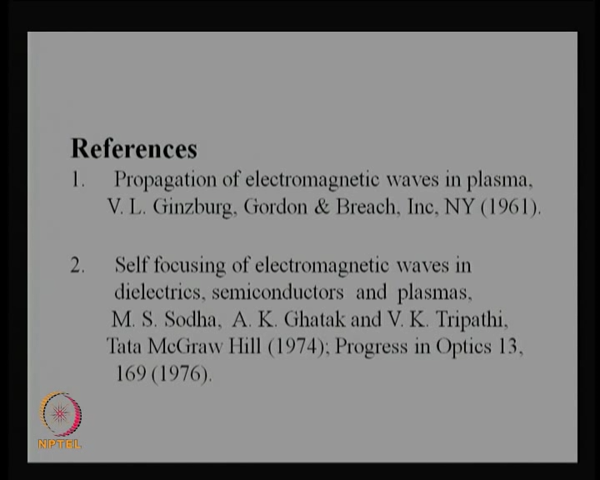 References
1. Propagation of electromagnetic waves in plasma,
V. L. Ginzburg, Gordon & Breach, Inc, NY (1961).
2. Self focusing of electromagnetic waves in
dielectrics, semiconductors and plasmas,
M. S. Sodha, A. K. Ghatak and V. K. Tripathi,
Tata McGraw Hill (1974); Progress in Optics 13,
169 (1976).
NPTEL